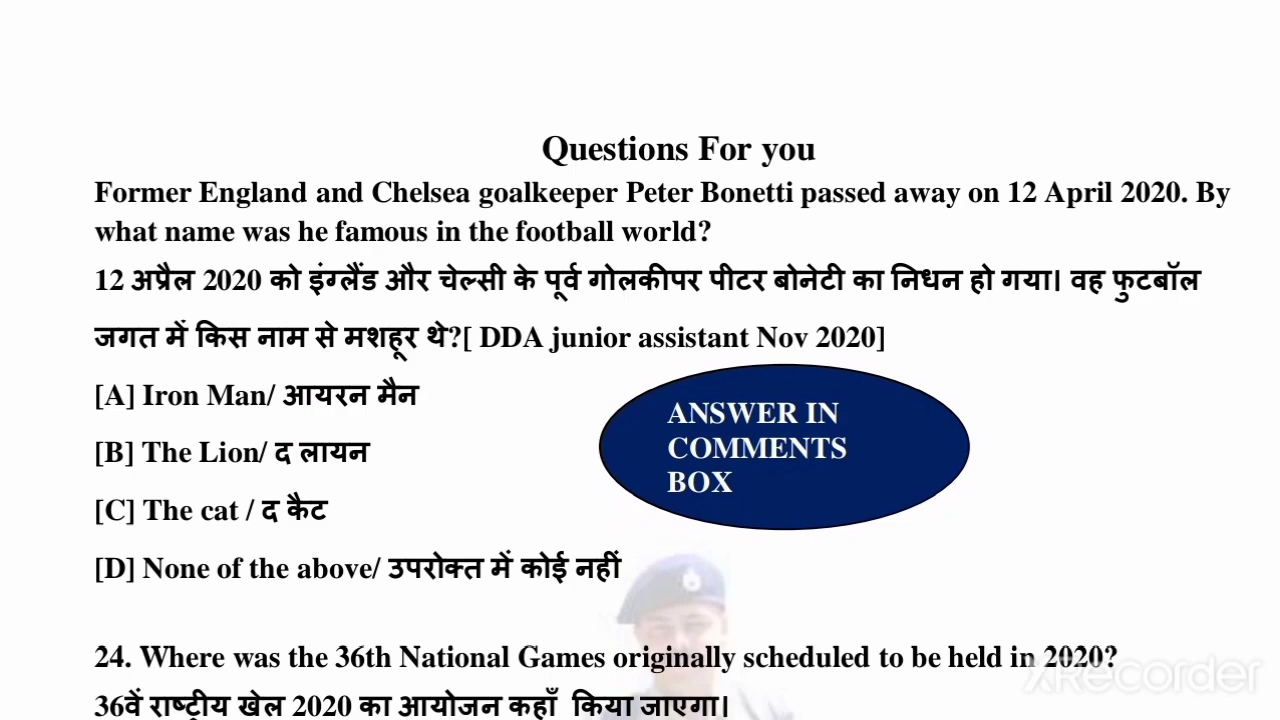 Questions For you
Former England and Chelsea goalkeeper Peter Bonetti passed away on 12 April 2020. By
what name was he famous in the football world?
12 अप्रैल 2020 को इंग्लैंड और चेल्सी के पूर्व गोलकीपर पीटर बोनेटी का निधन हो गया। वह फुटबॉल
जगत में किस नाम से मशहूर थे?[ DDA junior assistant Nov 2020]
[A] Iron Man/ आयरन मैन
[B] The Lion/ द लायन
[C] The cat / द कैट
[D] None of the above/ उपरोक्त में कोई नहीं
ANSWER IN
COMMENTS
BOX
24. Where was the 36th National Games originally scheduled to be held in 2020?
36वें राष्ट्रीय खेल 2020 का आयोजन कहाँ किया जाएगा।
XRecorder